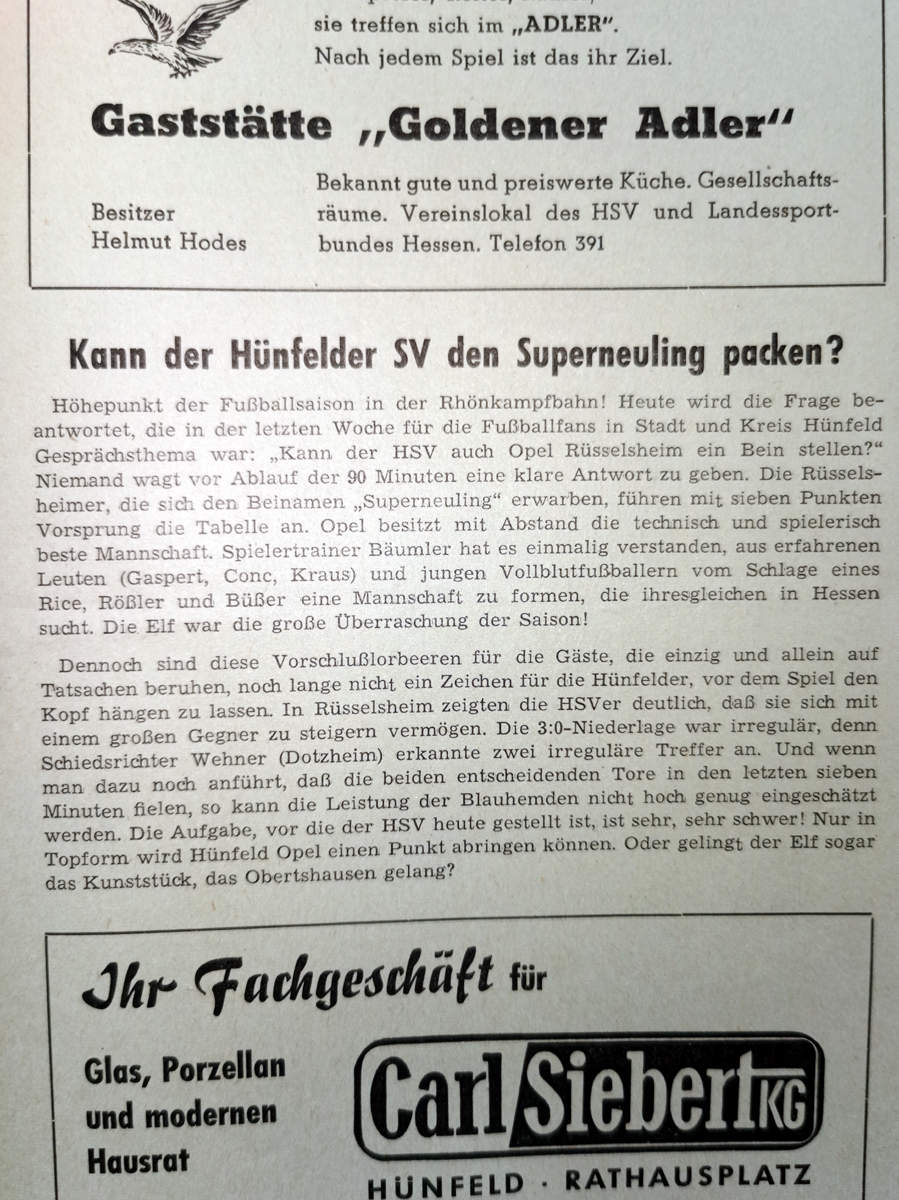 sie treffen sich im „ADLER".
Nach jedem Spiel ist das ihr Ziel.
Gaststätte „Goldener Adler"
Bekannt gute und preiswerte Küche. Gesellschafts-
räume. Vereinslokal des HSV und Landessport-
bundes Hessen. Telefon 391
Besitzer
Helmut Hodes
Kann der Hünfelder SV den Superneuling packen?
Höhepunkt der Fußballsaison in der Rhönkampfbahn! Heute wird die Frage be-
antwortet, die in der letzten Woche für die Fußballfans in Stadt und Kreis Hünfeld
Gesprächsthema war: „Kann der HSV auch Opel Rüsselsheim ein Bein stellen?"
Niemand wagt vor Ablauf der 90 Minuten eine klare Antwort zu geben. Die Rüssels-
heimer, die sich den Beinamen „Superneuling" erwarben, führen mit sieben Punkten
Vorsprung die Tabelle an. Opel besitzt mit Abstand die technisch und spielerisch
beste Mannschaft. Spielertrainer Bäumler hat es einmalig verstanden, aus erfahrenen
Leuten (Gaspert, Conc, Kraus) und jungen Vollblutfußballern vom Schlage eines
Rice, Rößler und Büßer eine Mannschaft zu formen, die ihresgleichen in Hessen
sucht. Die Elf war die große Überraschung der Saison!
Dennoch sind diese Vorschlußlorbeeren für die Gäste, die einzig und allein auf
Tatsachen beruhen, noch lange nicht ein Zeichen für die Hünfelder, vor dem Spiel den
Kopf hängen zu lassen. In Rüsselsheim zeigten die HSVer deutlich, daß sie sich mit
einem großen Gegner zu steigern vermögen. Die 3:0-Niederlage war irregulär, denn
Schiedsrichter Wehner (Dotzheim) erkannte zwei irreguläre Treffer an. Und wenn
man dazu noch anführt, daß die beiden entscheidenden Tore in den letzten sieben
Minuten fielen, so kann die Leistung der Blauhemden nicht hoch genug eingeschätzt
werden. Die Aufgabe, vor die der HSV heute gestellt ist, ist sehr, sehr schwer! Nur in
Topform wird Hünfeld Opel einen Punkt abringen können. Oder gelingt der Elf sogar
das Kunststück, das Obertshausen gelang?
Ihr Fachgeschäft für
Glas, Porzellan
und modernen
Hausrat
Carl Siebert KG
HÜNFELD · RATHAUSPLATZ